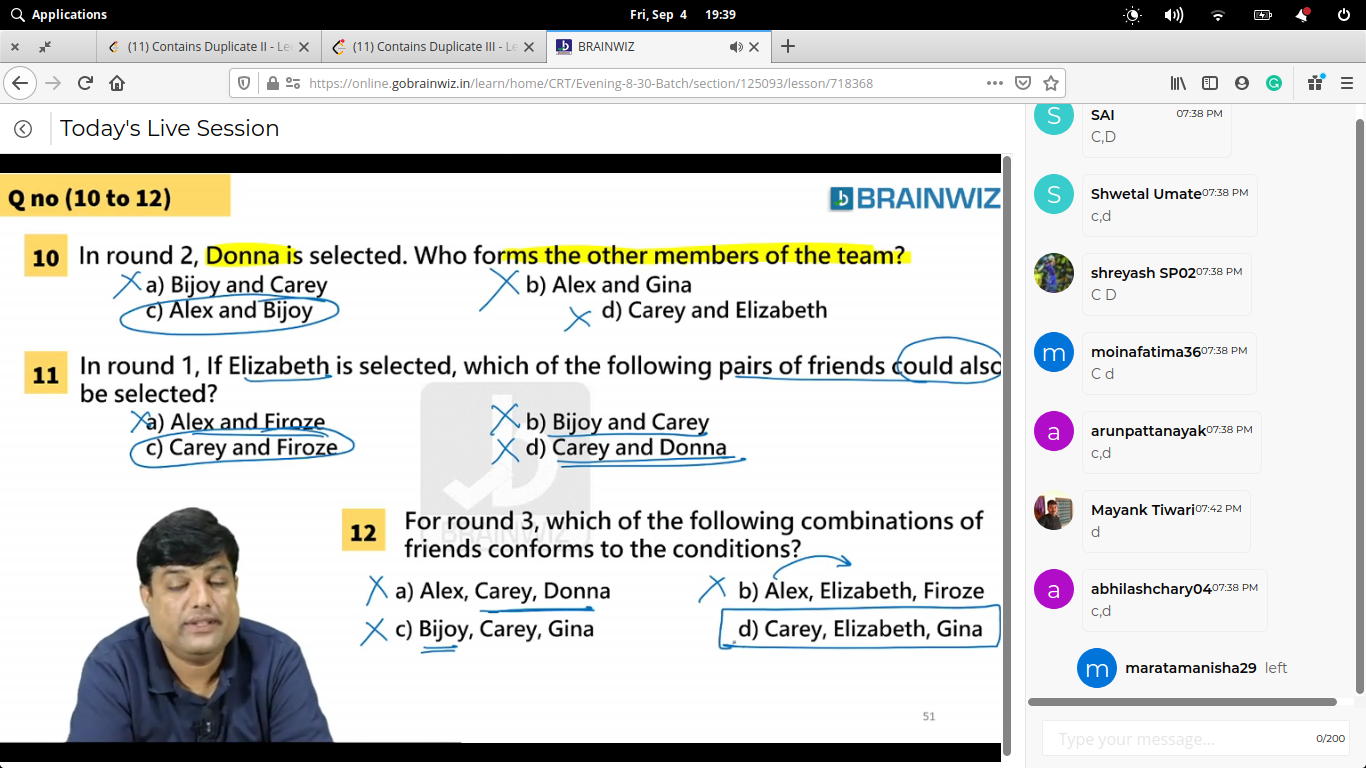 Applications
Fri, Sep 4 19:39
(11) Contains Duplicate II - Le
(11) Contains Duplicate III - Le
BRAINWIZ
https://online.gobrainwiz.in/learn/home/CRT/Evening-8-30-Batch/section/125093/lesson/718368
Today's Live Session
Q no (10 to 12)
BRAINWIZ
10 In round 2, Donna is selected. Who forms the other members of the team?
a) Bijoy and Carey b) Alex and Gina
c) Alex and Bijoy d) Carey and Elizabeth
11 In round 1, If Elizabeth is selected, which of the following pairs of friends could also
be selected?
a) Alex and Firoze b) Bijoy and Carey
c) Carey and Firoze d) Carey and Donna
BRAINWIZ
12 For round 3, which of the following combinations of
friends conforms to the conditions?
a) Alex, Carey, Donna b) Alex, Elizabeth, Firoze
c) Bijoy, Carey, Gina d) Carey, Elizabeth, Gina
51
S SAI 07:38 PM
C,D
S Shwetal Umate 07:38 PM
c,d
shreyash SP02 07:38 PM
C D
m moinafatima36 07:38 PM
C d
a arunpattanayak 07:38 PM
c,d
Mayank Tiwari 07:42 PM
d
a abhilashchary04 07:38 PM
c,d
m maratamanisha29 left
Type your message... 0/200